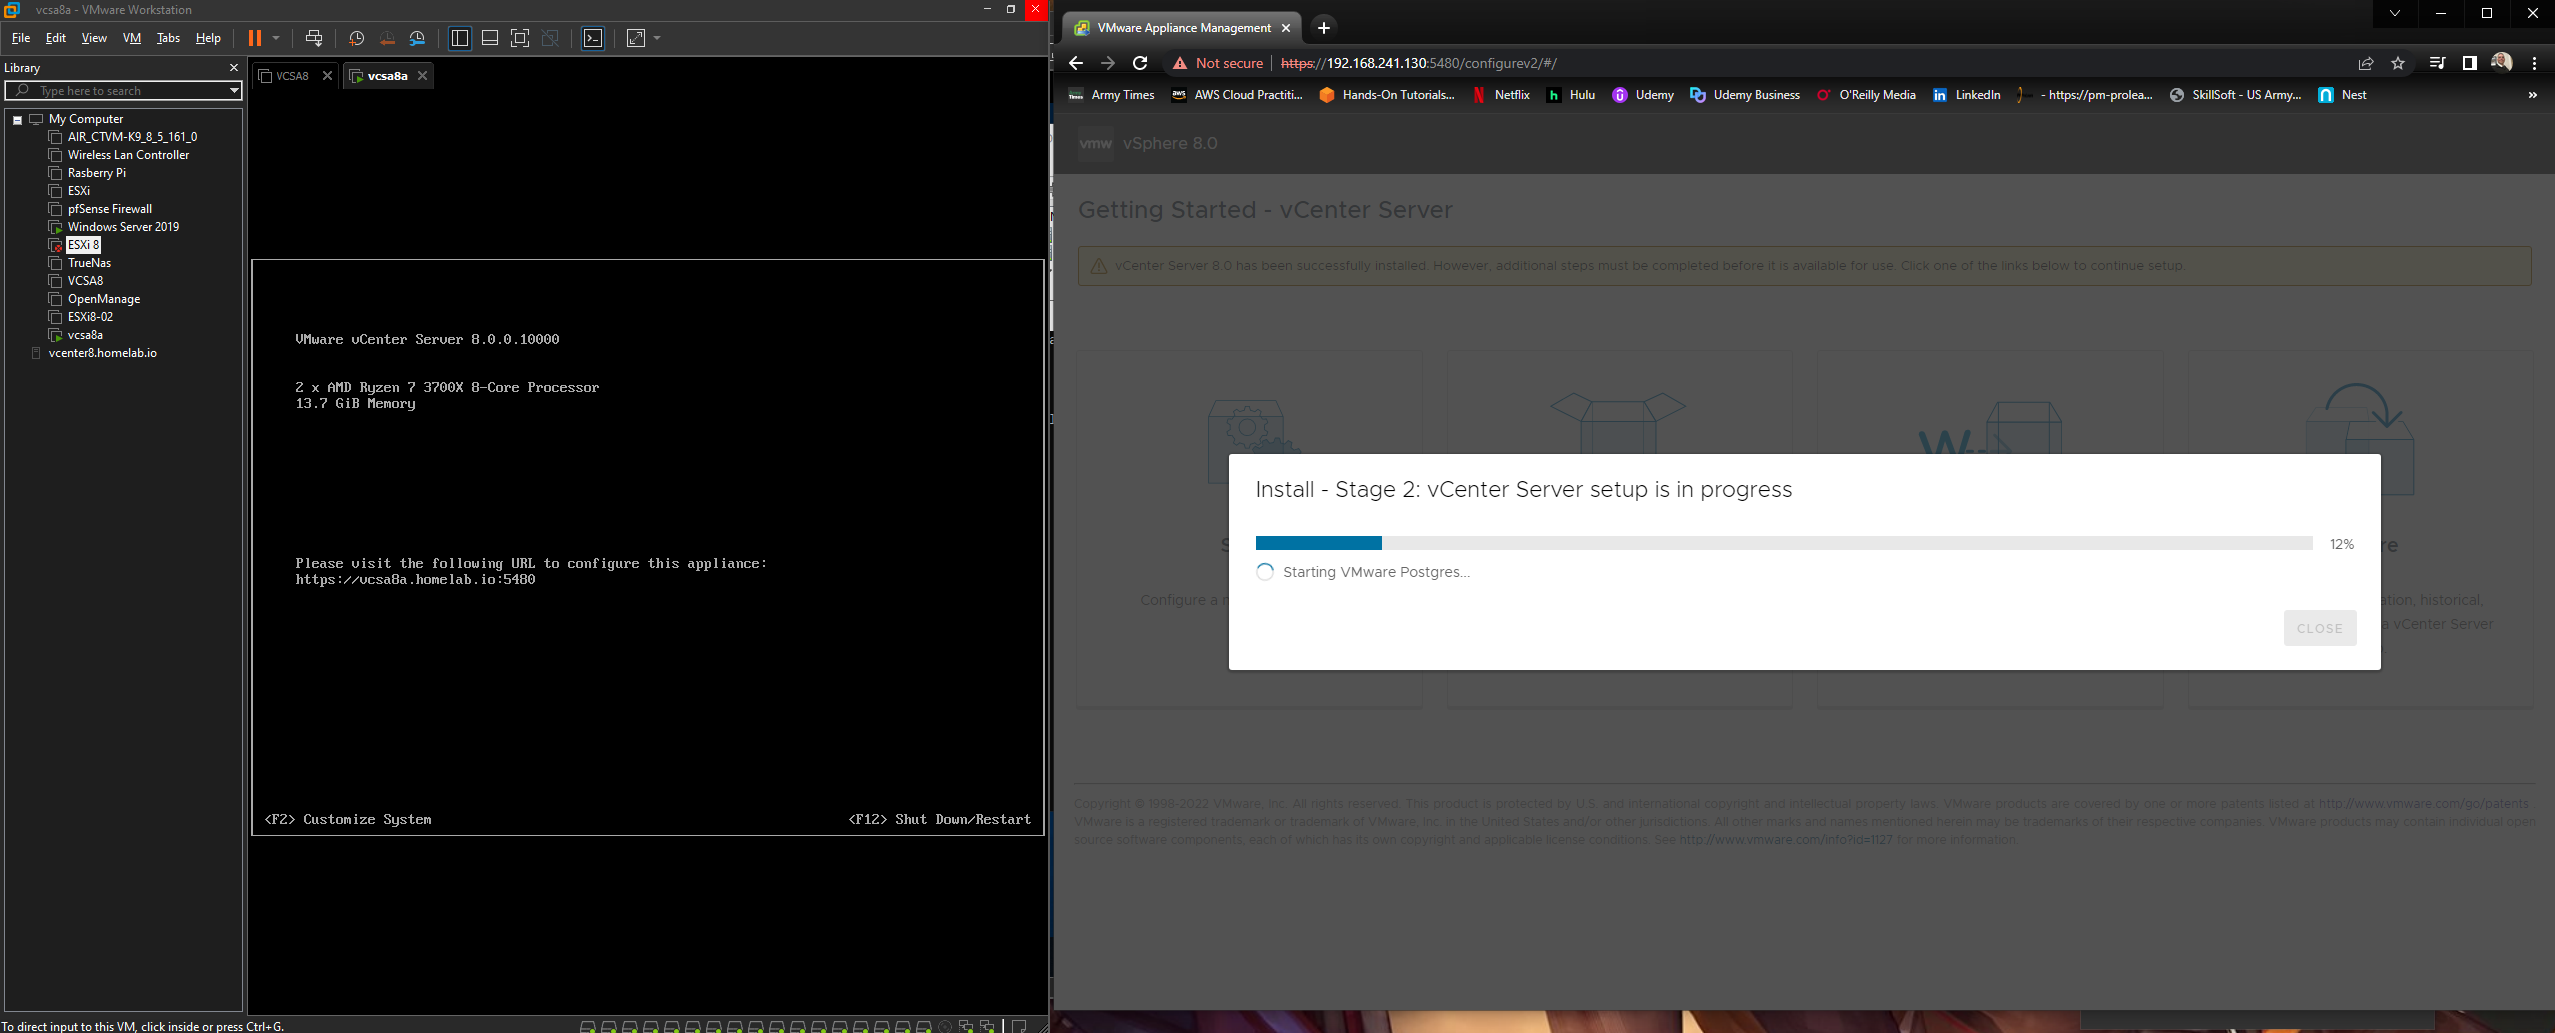 vcsa8a - VMware Workstation
File Edit View VM Tabs Help
Library
Type here to search
My Computer
AIR_CTVM-K9_8_5_161_0
Wireless Lan Controller
Rasberry Pi
ESXi
pfSense Firewall
Windows Server 2019
ESXi 8
TrueNas
VCSA8
OpenManage
ESXi8-02
vcsa8a
vcenter8.homelab.io
VCSA8
vcsa8a
VMware vCenter Server 8.0.0.10000
2 x AMD Ryzen 7 3700X 8-Core Processor
13.7 GiB Memory
Please visit the following URL to configure this appliance:
https://vcsa8a.homelab.io:5480
<F2> Customize System
<F12> Shut Down/Restart
To direct input to this VM, click inside or press Ctrl+G.
VMware Appliance Management
Not secure
https://192.168.241.130:5480/configurev2/#/
Army Times
AWS Cloud Practiti...
Hands-On Tutorials...
Netflix
Hulu
Udemy
Udemy Business
O'Reilly Media
LinkedIn
- https://pm-prolea...
SkillSoft - US Army...
Nest
vmw vSphere 8.0
Getting Started - vCenter Server
vCenter Server 8.0 has been successfully installed. However, additional steps must be completed before it is available for use. Click one of the links below to continue setup.
Install - Stage 2: vCenter Server setup is in progress
12%
Starting VMware Postgres...
CLOSE
Configure a
ation, historical,
a vCenter Server
Copyright © 1998-2022 VMware, Inc. All rights reserved. This product is protected by U.S. and international copyright and intellectual property laws. VMware products are covered by one or more patents listed at http://www.vmware.com/go/patents.
VMware is a registered trademark or trademark of VMware, Inc. in the United States and/or other jurisdictions. All other marks and names mentioned herein may be trademarks of their respective companies. VMware products may contain individual open
source software components, each of which has its own copyright and applicable license conditions. See http://www.vmware.com/info?id=1127 for more information.